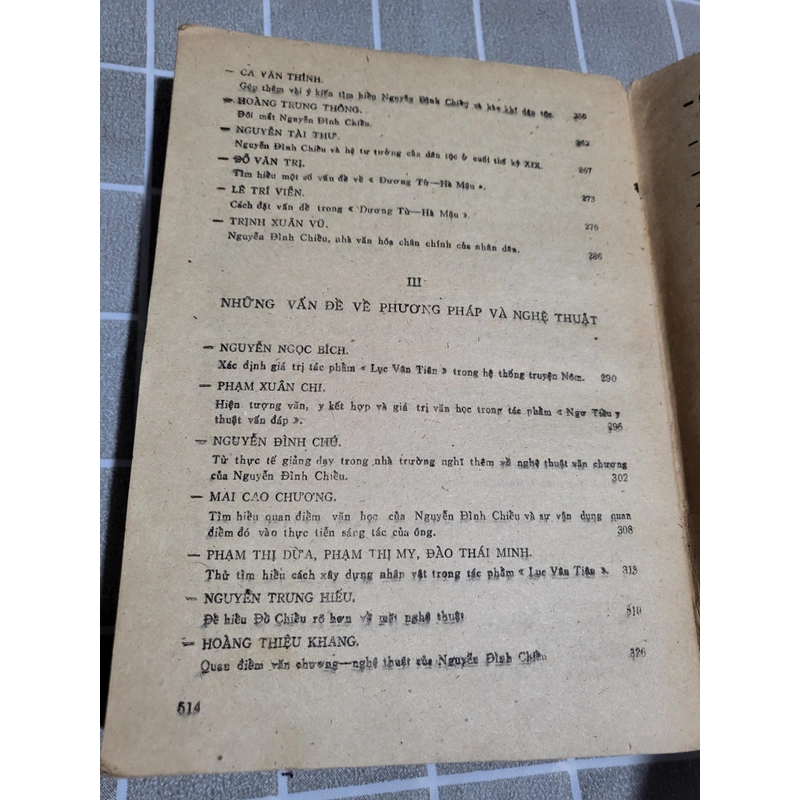 — CA VĂN THỈNH.
Góp thêm vài ý kiến tìm hiểu Nguyễn Đình Chiểu và hào khí dân tộc 260
— HOÀNG TRUNG THÔNG.
Đôi mắt Nguyễn Đình Chiểu. 262
— NGUYỄN TÀI THƯ.
Nguyễn Đình Chiểu và hệ tư tưởng của dân tộc ở cuối thế kỷ XIX. 267
— ĐỖ VĂN TRỊ.
Tìm hiểu một số vấn đề về « Dương Từ—Hà Mậu ». 273
— LÊ TRÍ VIỄN.
Cách đặt vấn đề trong « Dương Từ—Hà Mậu ». 279
— TRỊNH XUÂN VŨ.
Nguyễn Đình Chiểu, nhà văn hóa chân chính của nhân dân. 286
III
NHỮNG VẤN ĐỀ VỀ PHƯƠNG PHÁP VÀ NGHỆ THUẬT
— NGUYỄN NGỌC BÍCH.
Xác định giá trị tác phẩm « Lục Vân Tiên » trong hệ thống truyện Nôm. 290
— PHẠM XUÂN CHI.
Hiện tượng văn, y kết hợp và giá trị văn học trong tác phẩm « Ngư Tiều y
thuật vấn đáp ». 296
— NGUYỄN ĐÌNH CHÚ.
Từ thực tế giảng dạy trong nhà trường nghĩ thêm về nghệ thuật văn chương
của Nguyễn Đình Chiểu. 302
— MAI CAO CHƯƠNG.
Tìm hiểu quan điểm văn học của Nguyễn Đình Chiểu và sự vận dụng quan
điểm đó vào thực tiễn sáng tác của ông. 308
— PHẠM THỊ DỪA, PHẠM THỊ MY, ĐÀO THÁI MINH.
Thử tìm hiểu cách xây dựng nhân vật trong tác phẩm « Lục Vân Tiên ». 313
— NGUYỄN TRUNG HIẾU.
Để hiểu Đồ Chiểu rõ hơn về mặt nghệ thuật 319
— HOÀNG THIỆU KHANG.
Quan điểm văn chương—nghệ thuật của Nguyễn Đình Chiểu 326
514